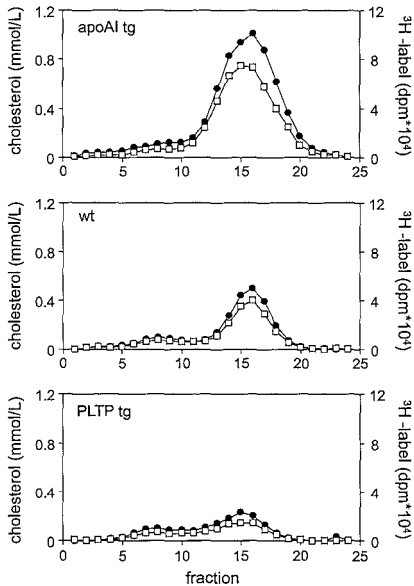 apoAI tg
cholesterol (mmol/L)
³H -label (dpm*10⁴)
1.2
0.8
0.4
0
12
8
4
0
0 5 10 15 20 25
wt
cholesterol (mmol/L)
³H -label (dpm*10⁴)
1.2
0.8
0.4
0
12
8
4
0
0 5 10 15 20 25
PLTP tg
cholesterol (mmol/L)
³H -label (dpm*10⁴)
1.2
0.8
0.4
0
12
8
4
0
0 5 10 15 20 25
fraction